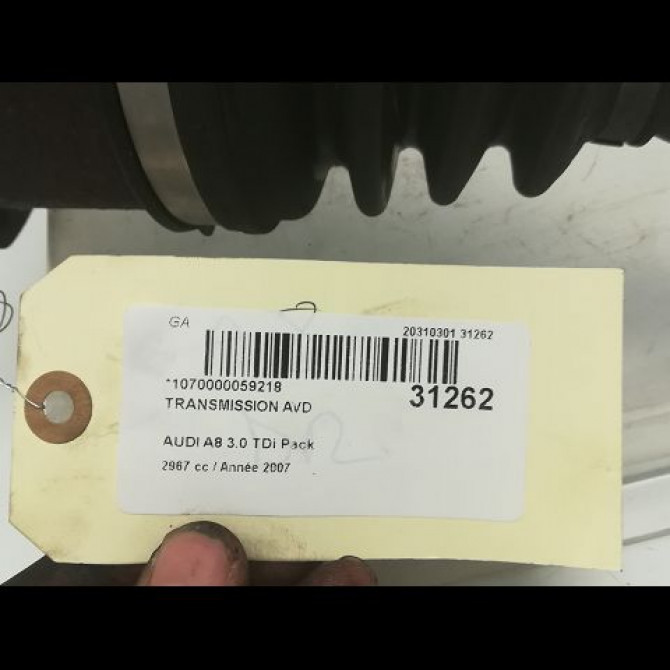 GA
20310301 31262
*1070000059218
31262
TRANSMISSION AVD
AUDI A8 3.0 TDi Pack
2967 cc / Année 2007